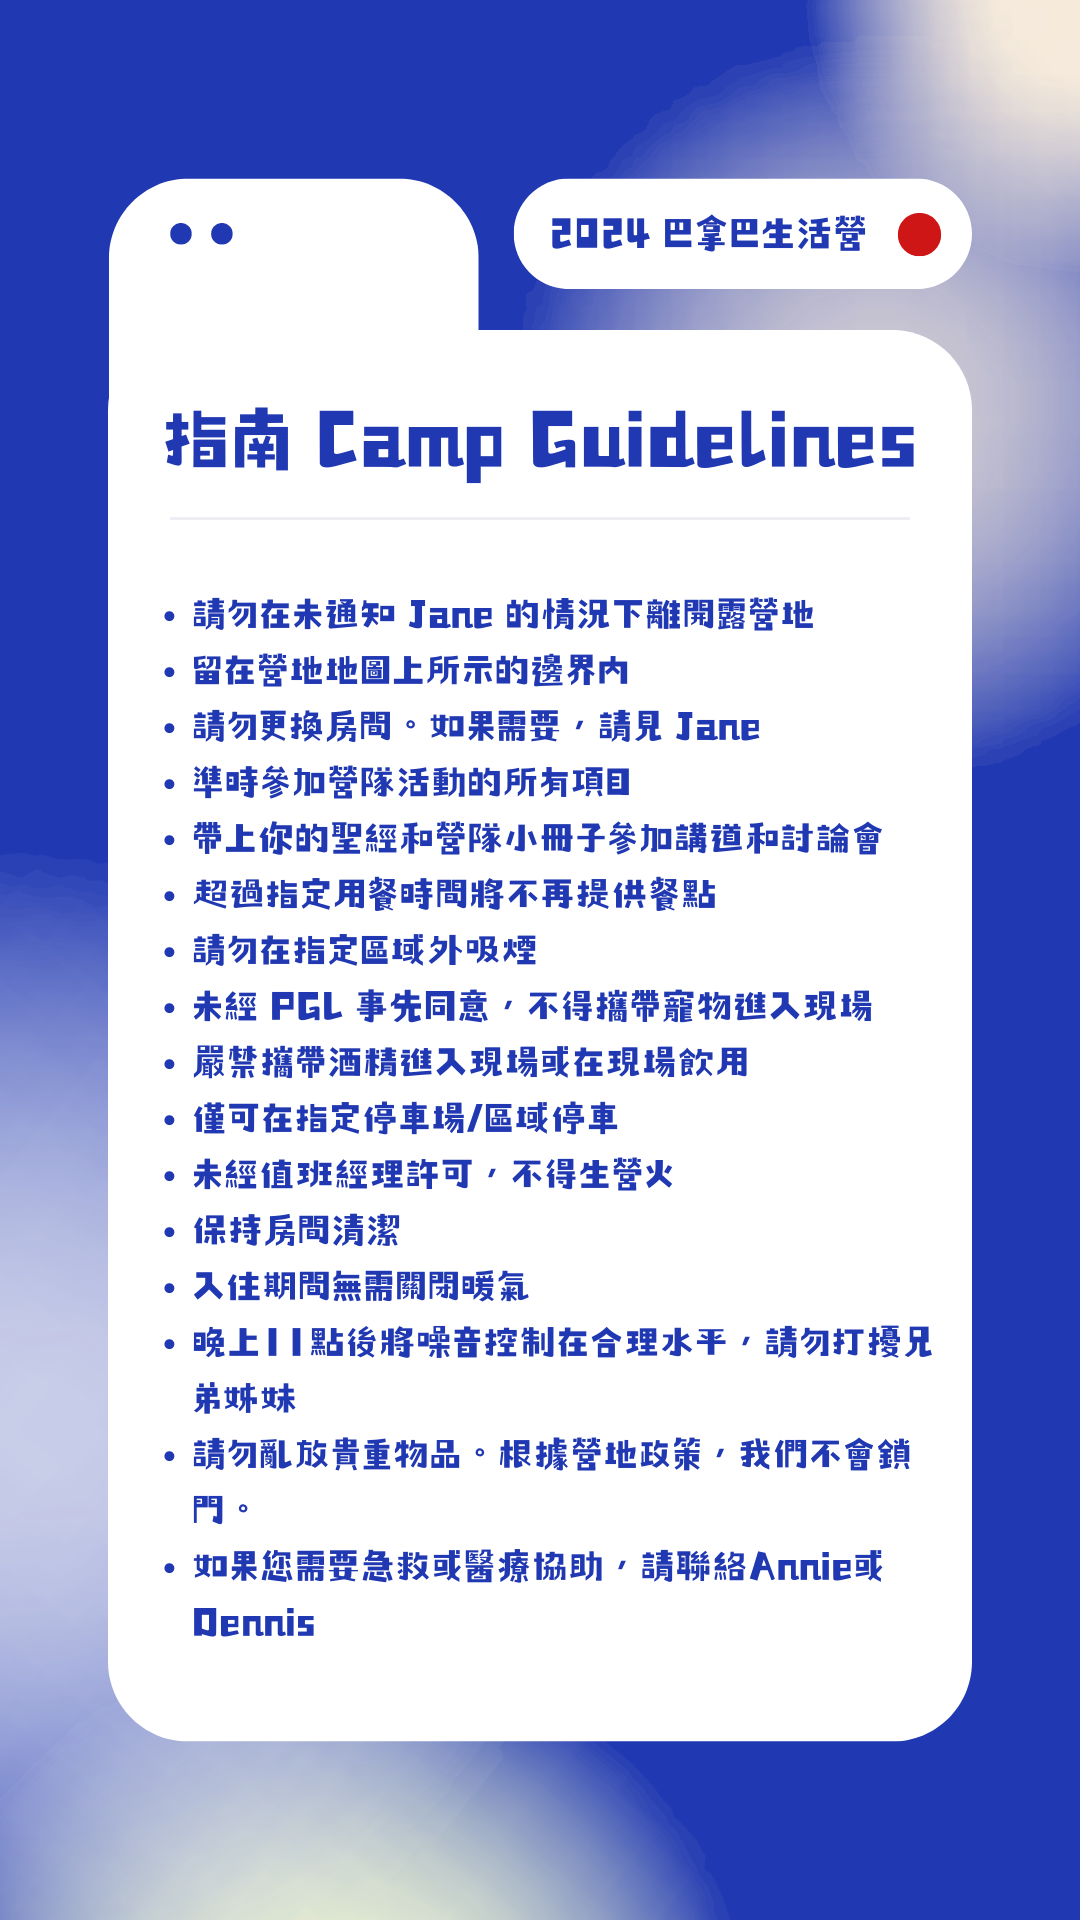 2024 巴拿巴生活營
指南 Camp Guidelines
• 請勿在未通知 Jane 的情況下離開露營地
• 留在營地地圖上所示的邊界內
• 請勿更換房間。如果需要，請見 Jane
• 準時參加營隊活動的所有項目
• 帶上你的聖經和營隊小冊子參加講道和討論會
• 超過指定用餐時間將不再提供餐點
• 請勿在指定區域外吸煙
• 未經 PGL 事先同意，不得攜帶寵物進入現場
• 嚴禁攜帶酒精進入現場或在現場飲用
• 僅可在指定停車場/區域停車
• 未經值班經理許可，不得生營火
• 保持房間清潔
• 入住期間無需關閉暖氣
• 晚上11點後將噪音控制在合理水平，請勿打擾兄
弟姊妹
• 請勿亂放貴重物品。根據營地政策，我們不會鎖
門。
• 如果您需要急救或醫療協助，請聯絡Annie或
Dennis